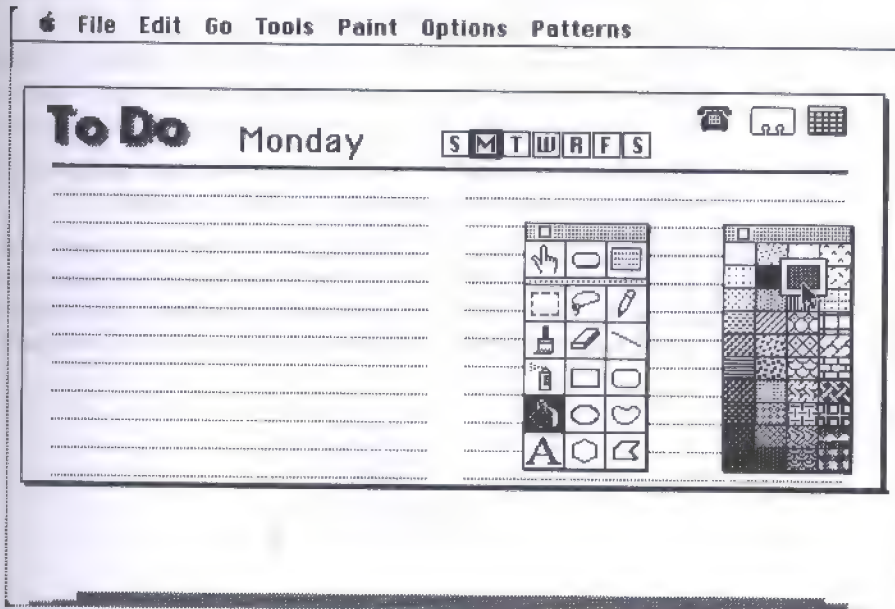 File Edit Go Tools Paint Options Patterns
To Do Monday S M T W R F S
A